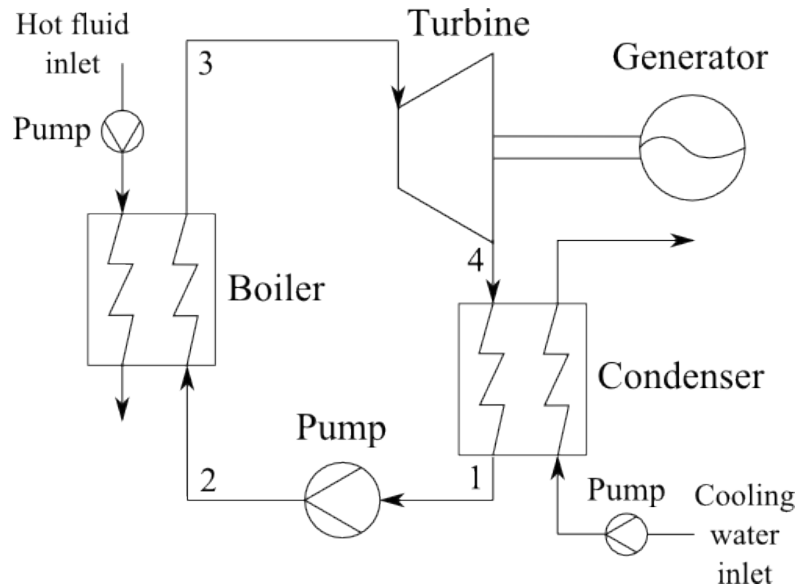 Hot fluid
inlet
Pump
3
Turbine
Generator
Boiler
4
Condenser
Pump
2
1
Pump
Cooling
water
inlet